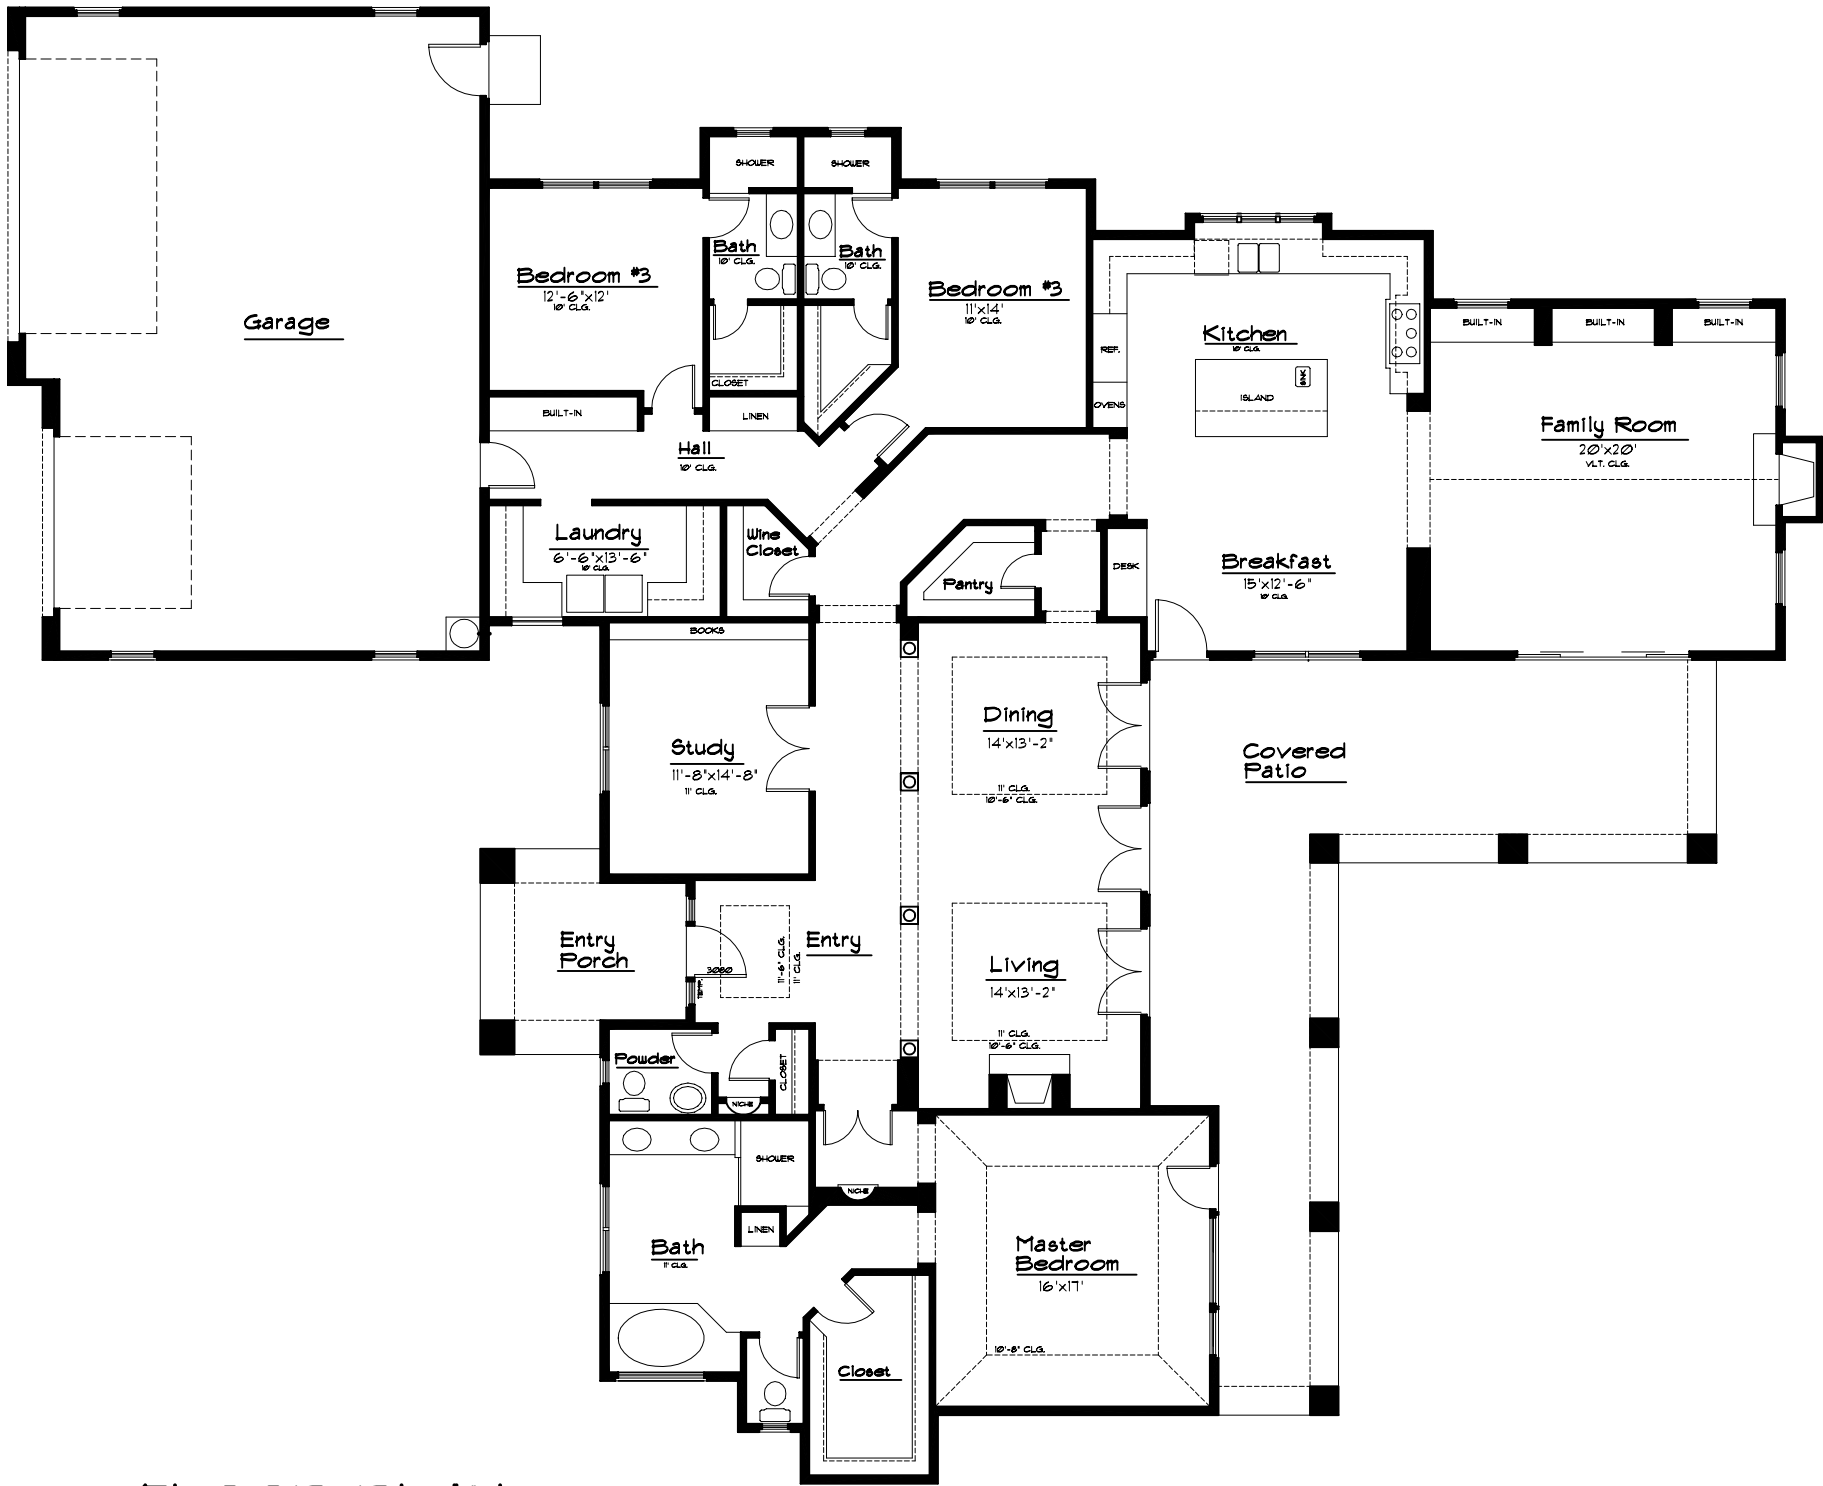 SHOWER
SHOWER
Bath
10' CLG.
Bath
10' CLG.
Bedroom #3
12'-6"x12'
10' CLG.
Bedroom #3
11'x14'
10' CLG.
Garage
Kitchen
10' CLG.
BUILT-IN
BUILT-IN
BUILT-IN
REF.
SINK
ISLAND
OVENS
CLOSET
BUILT-IN
LINEN
Hall
10' CLG.
Family Room
20'x20'
VLT. CLG.
Laundry
6'-6"x13'-6"
10' CLG.
Wine
Closet
Pantry
DESK
Breakfast
15'x12'-6"
10' CLG.
BOOKS
Study
11'-8"x14'-8"
11' CLG.
Dining
14'x13'-2"
11' CLG.
10'-6" CLG.
Covered
Patio
Entry
Porch
3080
TEMP.
11'-6" CLG.
11' CLG.
Entry
Living
14'x13'-2"
11' CLG.
10'-6" CLG.
Powder
CLOSET
NICHE
SHOWER
NICHE
LINEN
Bath
11' CLG.
Master
Bedroom
16'x17'
10'-8" CLG.
Closet